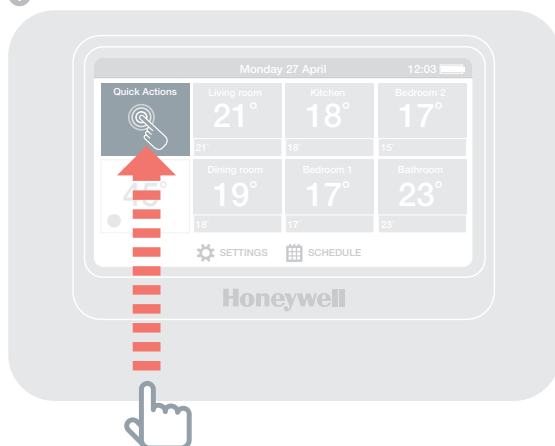 Monday 27 April 12:03
Quick Actions Living room Kitchen Bedroom 2
21° 18° 17°
21° 18° 15°
Dining room Bedroom 1 Bathroom
45° 19° 17° 23°
18° 17° 23°
SETTINGS SCHEDULE
Honeywell